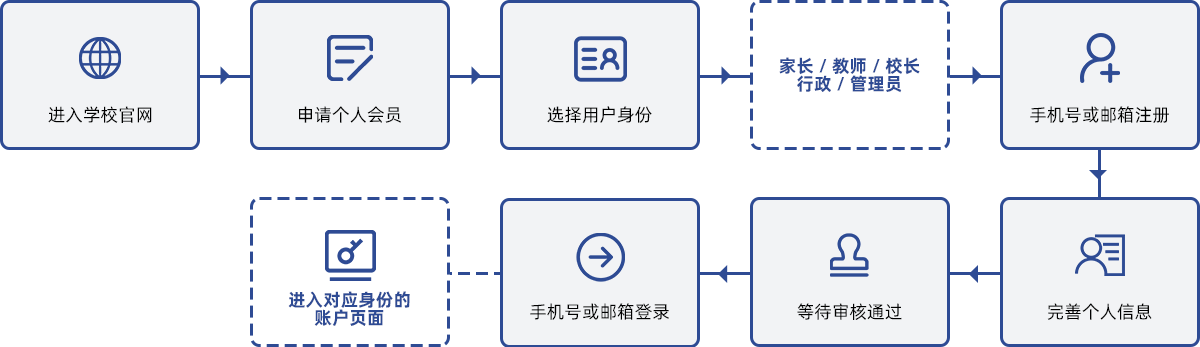 进入学校官网
申请个人会员
选择用户身份
家长 / 教师 / 校长
行政 / 管理员
手机号或邮箱注册
完善个人信息
等待审核通过
手机号或邮箱登录
进入对应身份的
账户页面